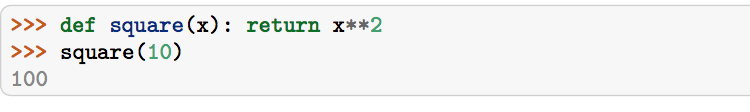 >>> def square(x): return x**2
>>> square(10)
100